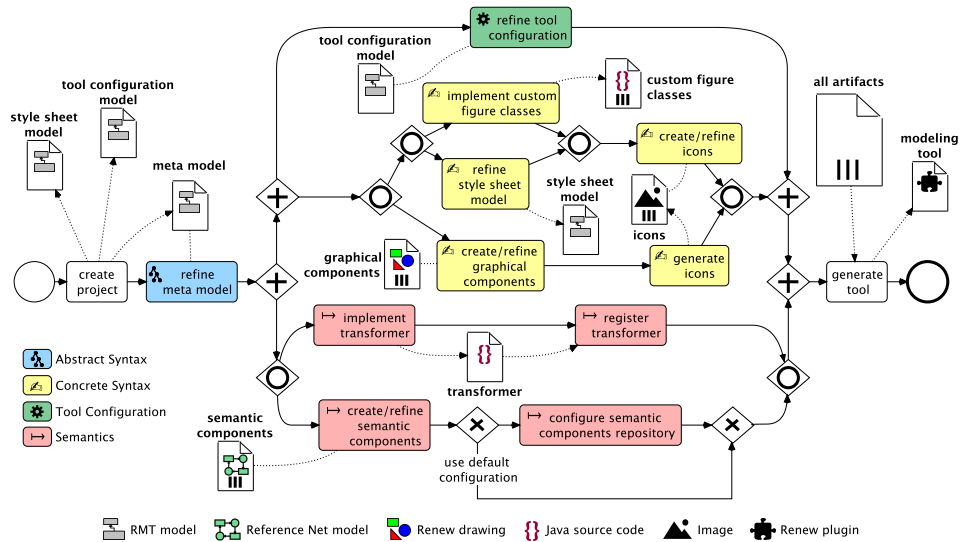 refine tool
configuration
tool configuration
model
implement custom
figure classes
custom figure
classes
all artifacts
tool configuration
model
style sheet
model
meta model
create/refine
icons
modeling
tool
refine
style sheet
model
style sheet
model
icons
graphical
components
create/refine
graphical
components
generate
icons
create
project
refine
meta model
generate
tool
implement
transformer
register
transformer
transformer
Abstract Syntax
Concrete Syntax
Tool Configuration
Semantics
semantic
components
create/refine
semantic
components
configure semantic
components repository
use default
configuration
RMT model
Reference Net model
Renew drawing
Java source code
Image
Renew plugin